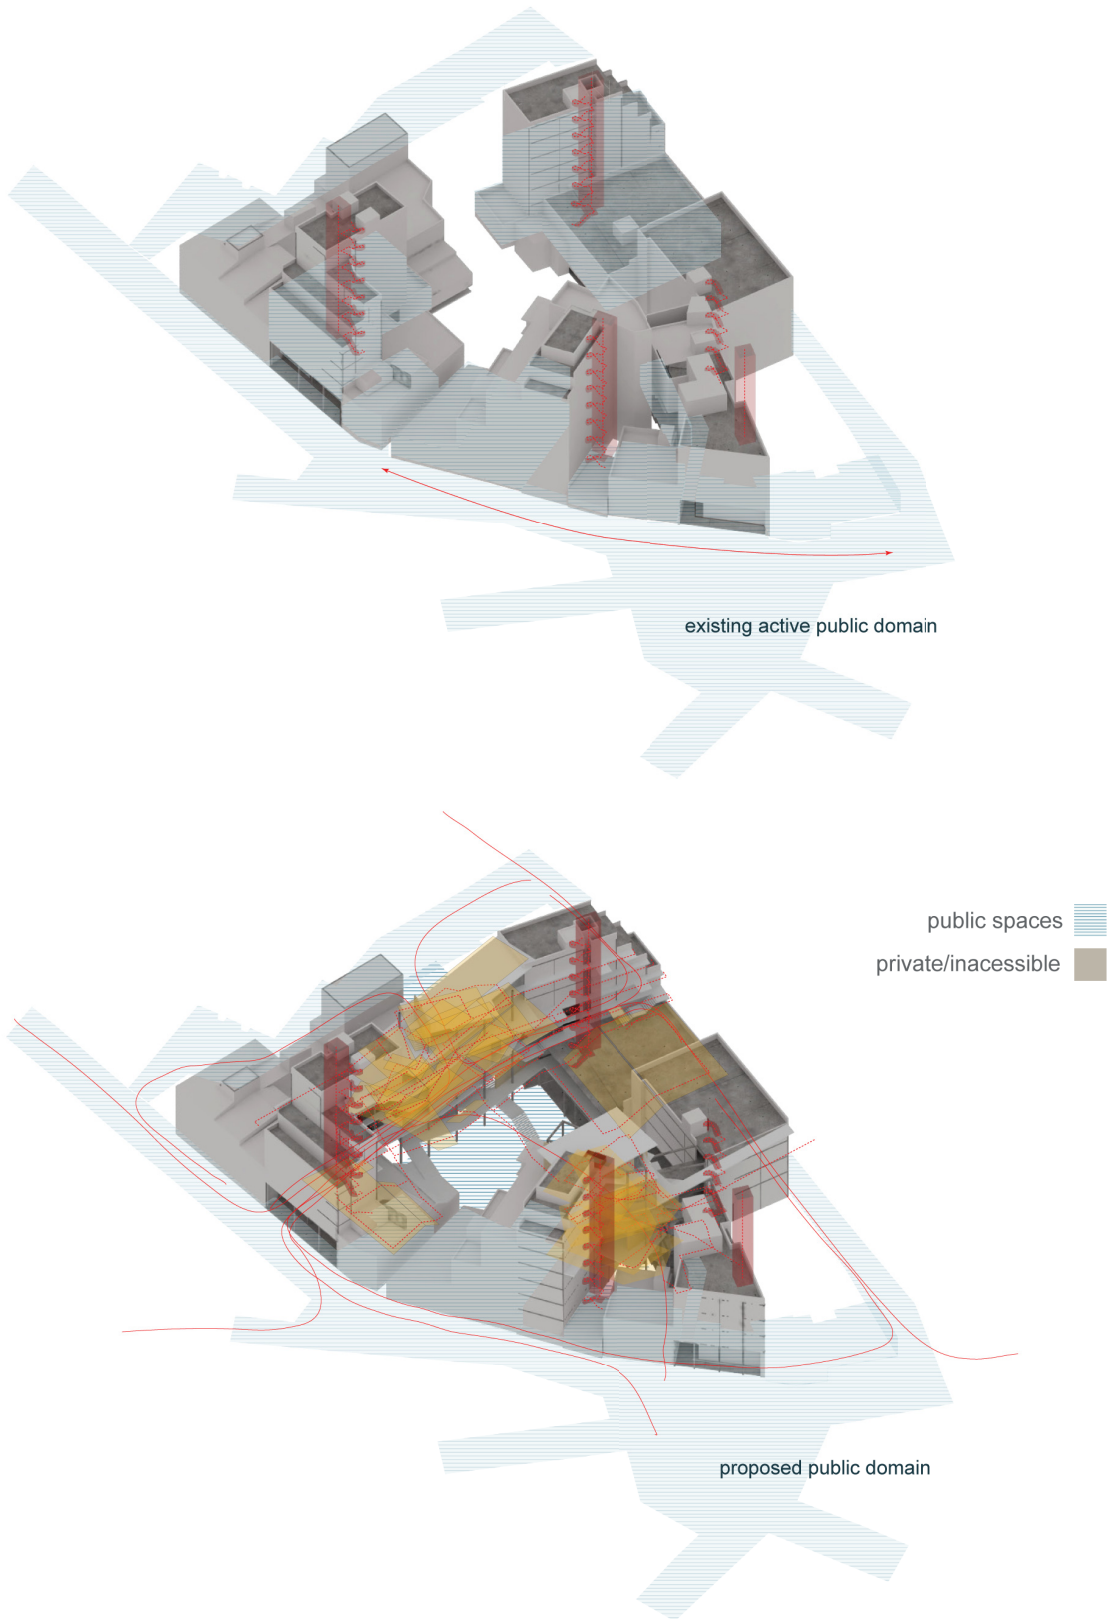 existing active public domain
public spaces
private/inacessible
proposed public domain